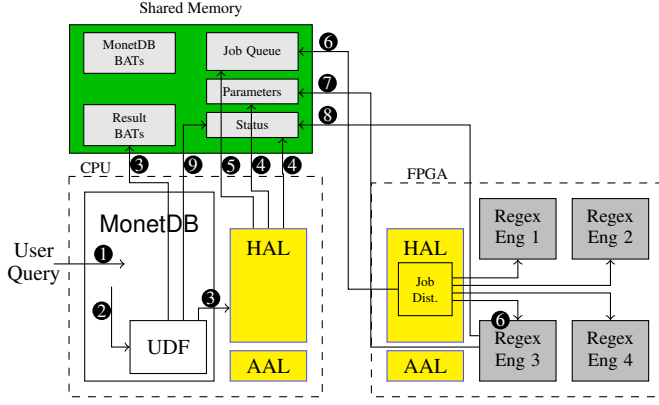 Shared Memory
MonetDB
BATs
Job Queue
6
Parameters
7
Result
BATs
Status
8
3
9
5
4
4
CPU
FPGA
MonetDB
User
Query
1
HAL
HAL
Regex
Eng 1
Regex
Eng 2
Job
Dist.
2
3
6
UDF
AAL
AAL
Regex
Eng 3
Regex
Eng 4